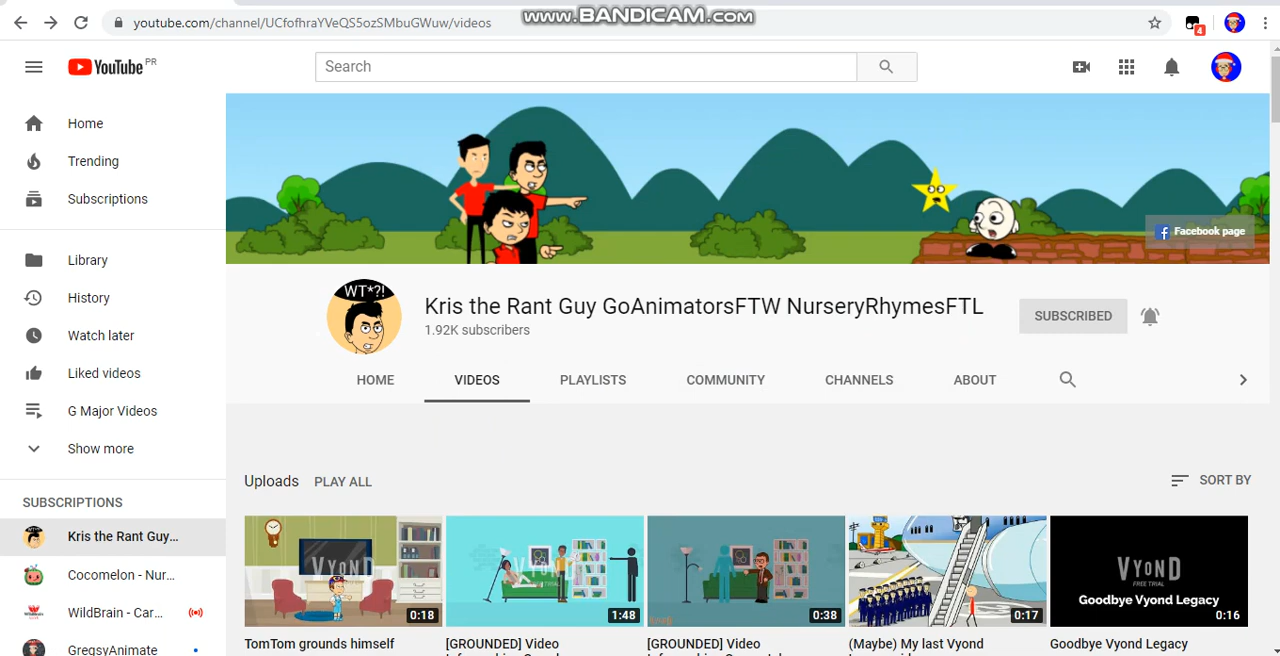 www.BANDICAM.com
youtube.com/channel/UCfofhraYVeQS5ozSMbuGWuw/videos
4
YouTube PR
Search
Home
Trending
Subscriptions
Library
History
Watch later
Liked videos
G Major Videos
Show more
SUBSCRIPTIONS
Kris the Rant Guy...
Cocomelon - Nur...
WildBrain - Car...
GregsyAnimate
Facebook page
WT*?!
Kris the Rant Guy GoAnimatorsFTW NurseryRhymesFTL
1.92K subscribers
SUBSCRIBED
HOME
VIDEOS
PLAYLISTS
COMMUNITY
CHANNELS
ABOUT
Uploads
PLAY ALL
SORT BY
VYOND
0:18
TomTom grounds himself
1:48
[GROUNDED] Video
0:38
[GROUNDED] Video
0:17
(Maybe) My last Vyond
VYOND
FREE TRIAL
Goodbye Vyond Legacy
0:16
Goodbye Vyond Legacy